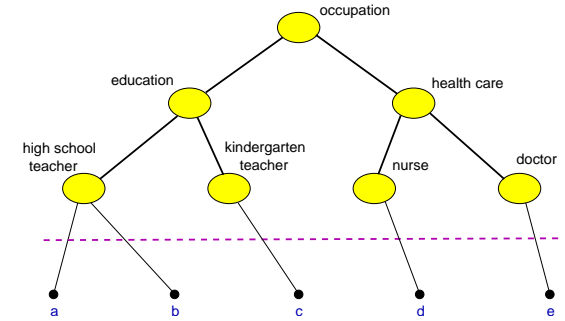 occupation
education
health care
high school
teacher
kindergarten
teacher
nurse
doctor
a
b
c
d
e